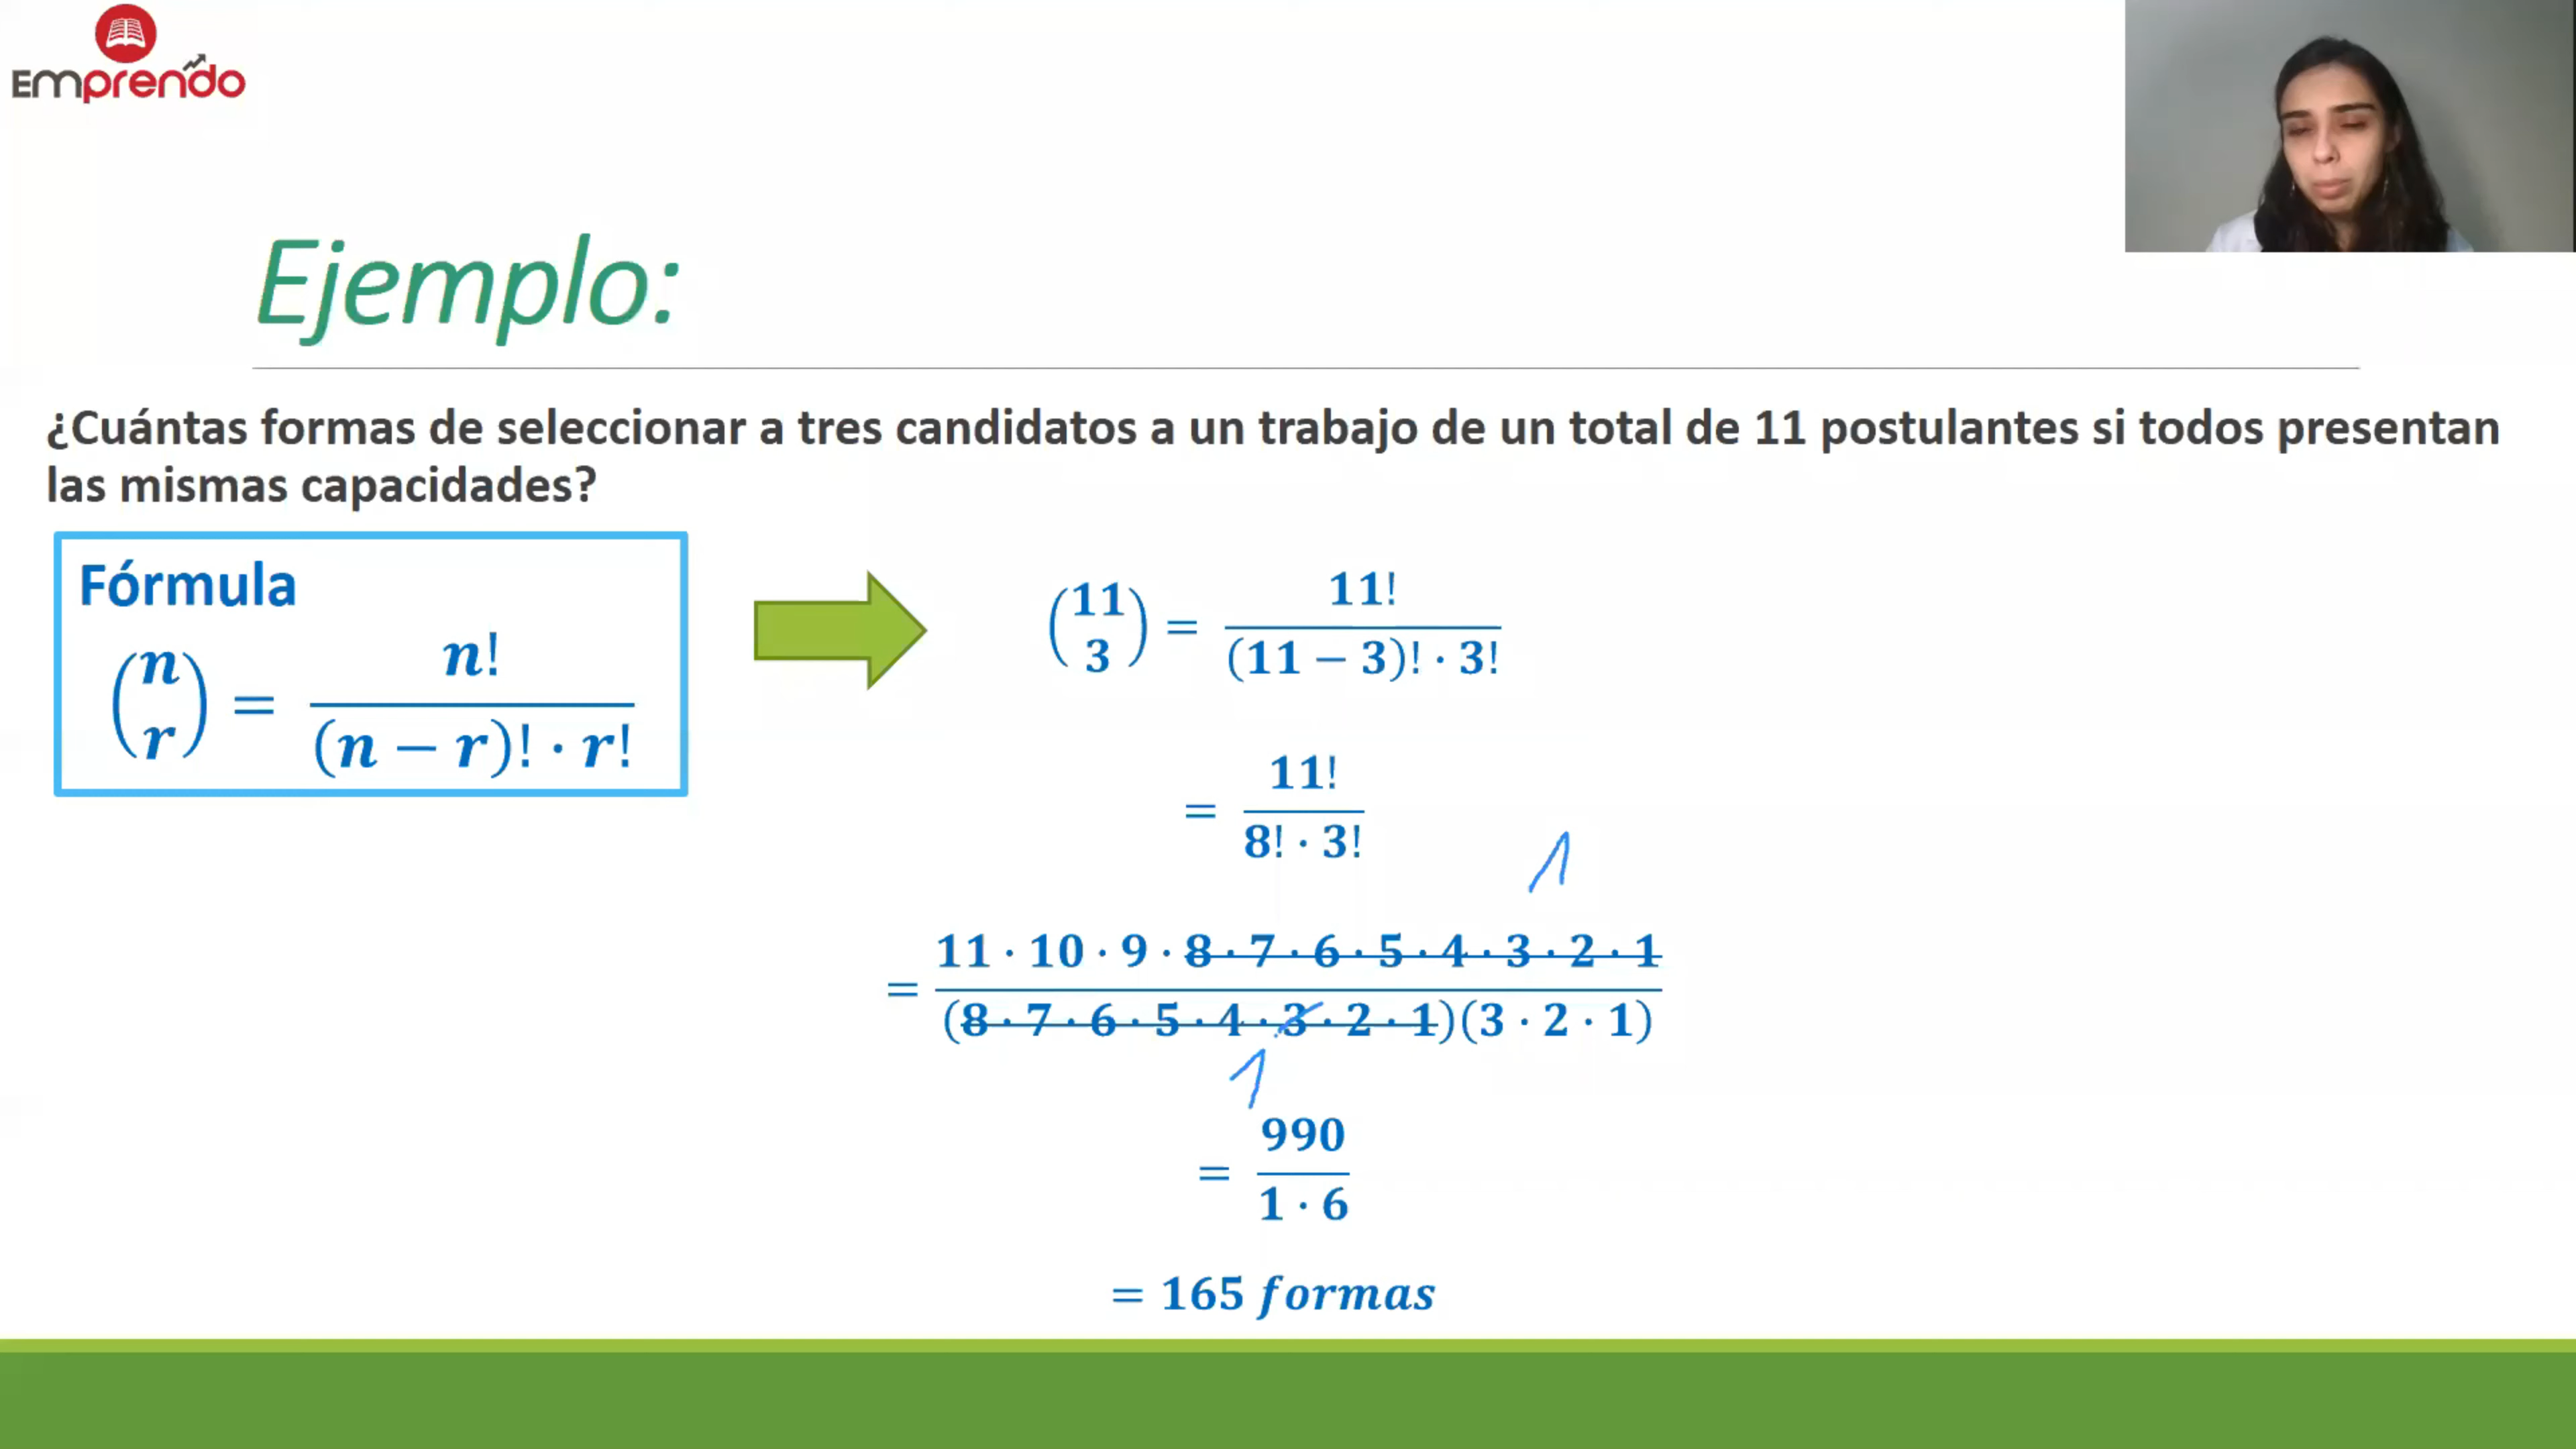 Emprendo
Ejemplo:
¿Cuántas formas de seleccionar a tres candidatos a un trabajo de un total de 11 postulantes si todos presentan
las mismas capacidades?
Fórmula
(n r) = n! / (n − r)! · r!
(11 3) = 11! / (11 − 3)! · 3!
= 11! / 8! · 3!
1
= 11 · 10 · 9 · 8 · 7 · 6 · 5 · 4 · 3 · 2 · 1 / (8 · 7 · 6 · 5 · 4 · 3 · 2 · 1)(3 · 2 · 1)
1
= 990 / 1 · 6
= 165 formas